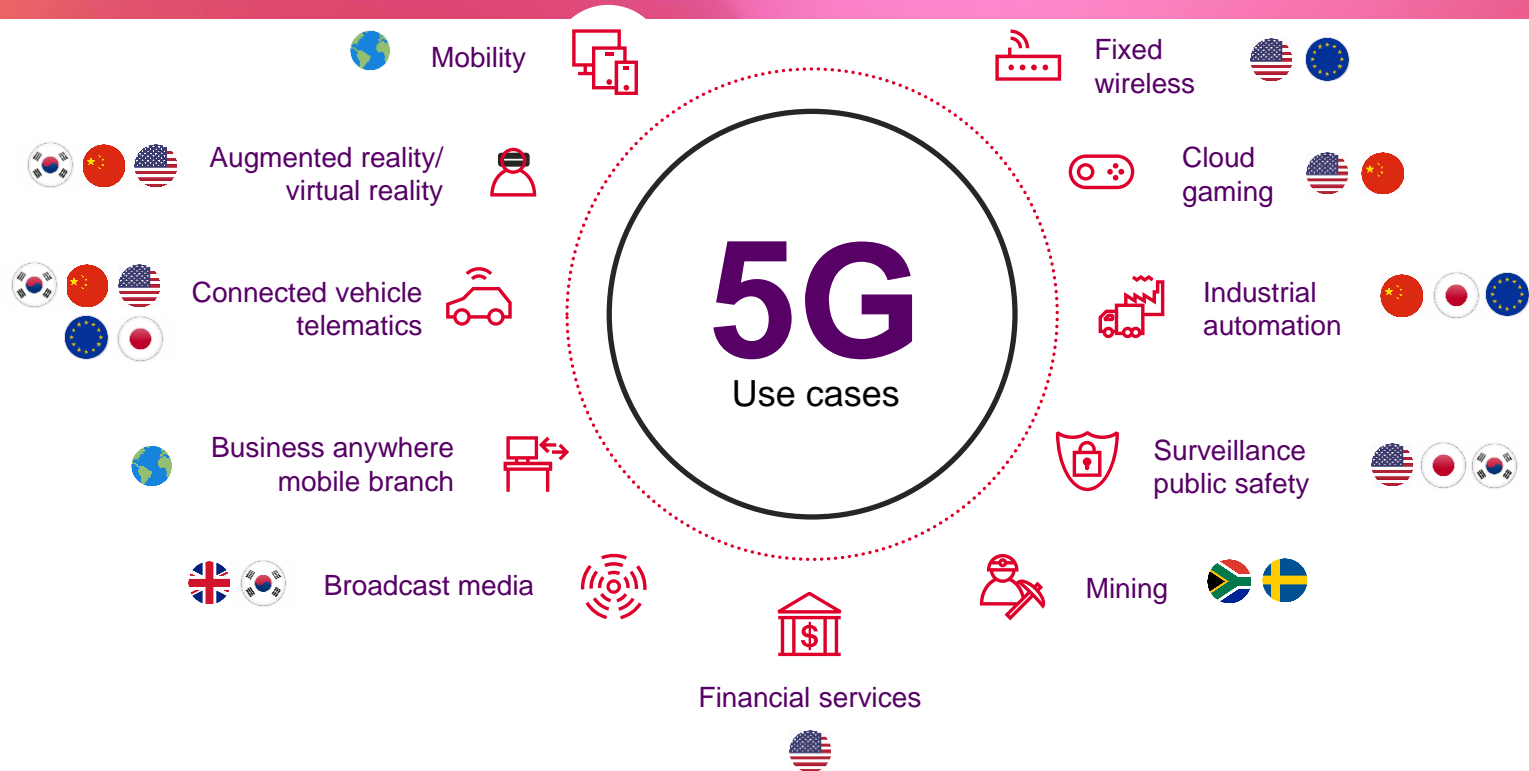 Mobility
Fixed
wireless
Augmented reality/
virtual reality
Cloud
gaming
5G
Use cases
Connected vehicle
telematics
Industrial
automation
Business anywhere
mobile branch
Surveillance
public safety
Broadcast media
Mining
$
Financial services